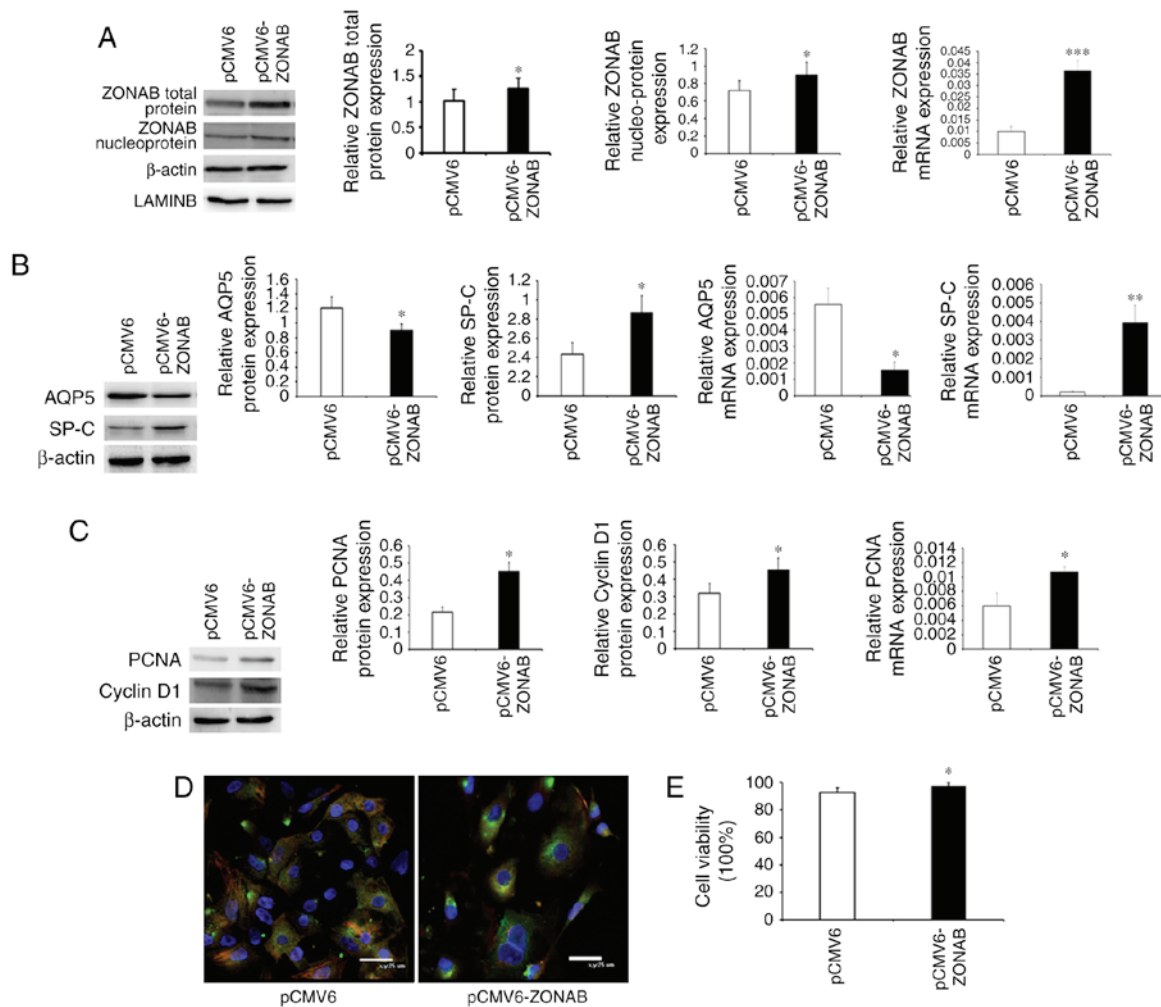 A
pCMV6
pCMV6-
ZONAB
ZONAB total
protein
ZONAB
nucleoprotein
β-actin
LAMINB
Relative ZONAB total
protein expression
2
1.5
1
0.5
0
pCMV6
*
pCMV6-
ZONAB
Relative ZONAB
nucleo-protein
expression
1.2
1
0.8
0.6
0.4
0.2
0
pCMV6
*
pCMV6-
ZONAB
Relative ZONAB
mRNA expression
0.045
0.04
0.035
0.03
0.025
0.02
0.015
0.01
0.005
0
pCMV6
***
pCMV6-
ZONAB
B
pCMV6
pCMV6-
ZONAB
AQP5
SP-C
β-actin
Relative AQP5
protein expression
1.6
1.4
1.2
1
0.8
0.6
0.4
0.2
0
pCMV6
*
pCMV6-
ZONAB
Relative SP-C
protein expression
3
2.8
2.6
2.4
2.2
2
pCMV6
*
pCMV6-
ZONAB
Relative AQP5
mRNA expression
0.007
0.006
0.005
0.004
0.003
0.002
0.001
0
pCMV6
*
pCMV6-
ZONAB
Relative SP-C
mRNA expression
0.006
0.005
0.004
0.003
0.002
0.001
0
pCMV6
**
pCMV6-
ZONAB
C
pCMV6
pCMV6-
ZONAB
PCNA
Cyclin D1
β-actin
Relative PCNA
protein expression
0.6
0.5
0.4
0.3
0.2
0.1
0
pCMV6
*
pCMV6-
ZONAB
Relative Cyclin D1
protein expression
0.6
0.5
0.4
0.3
0.2
0.1
0
pCMV6
*
pCMV6-
ZONAB
Relative PCNA
mRNA expression
0.014
0.012
0.01
0.008
0.006
0.004
0.002
0
pCMV6
*
pCMV6-
ZONAB
D
pCMV6
pCMV6-ZONAB
E
Cell viability
(100%)
100
80
60
40
20
0
pCMV6
*
pCMV6-
ZONAB